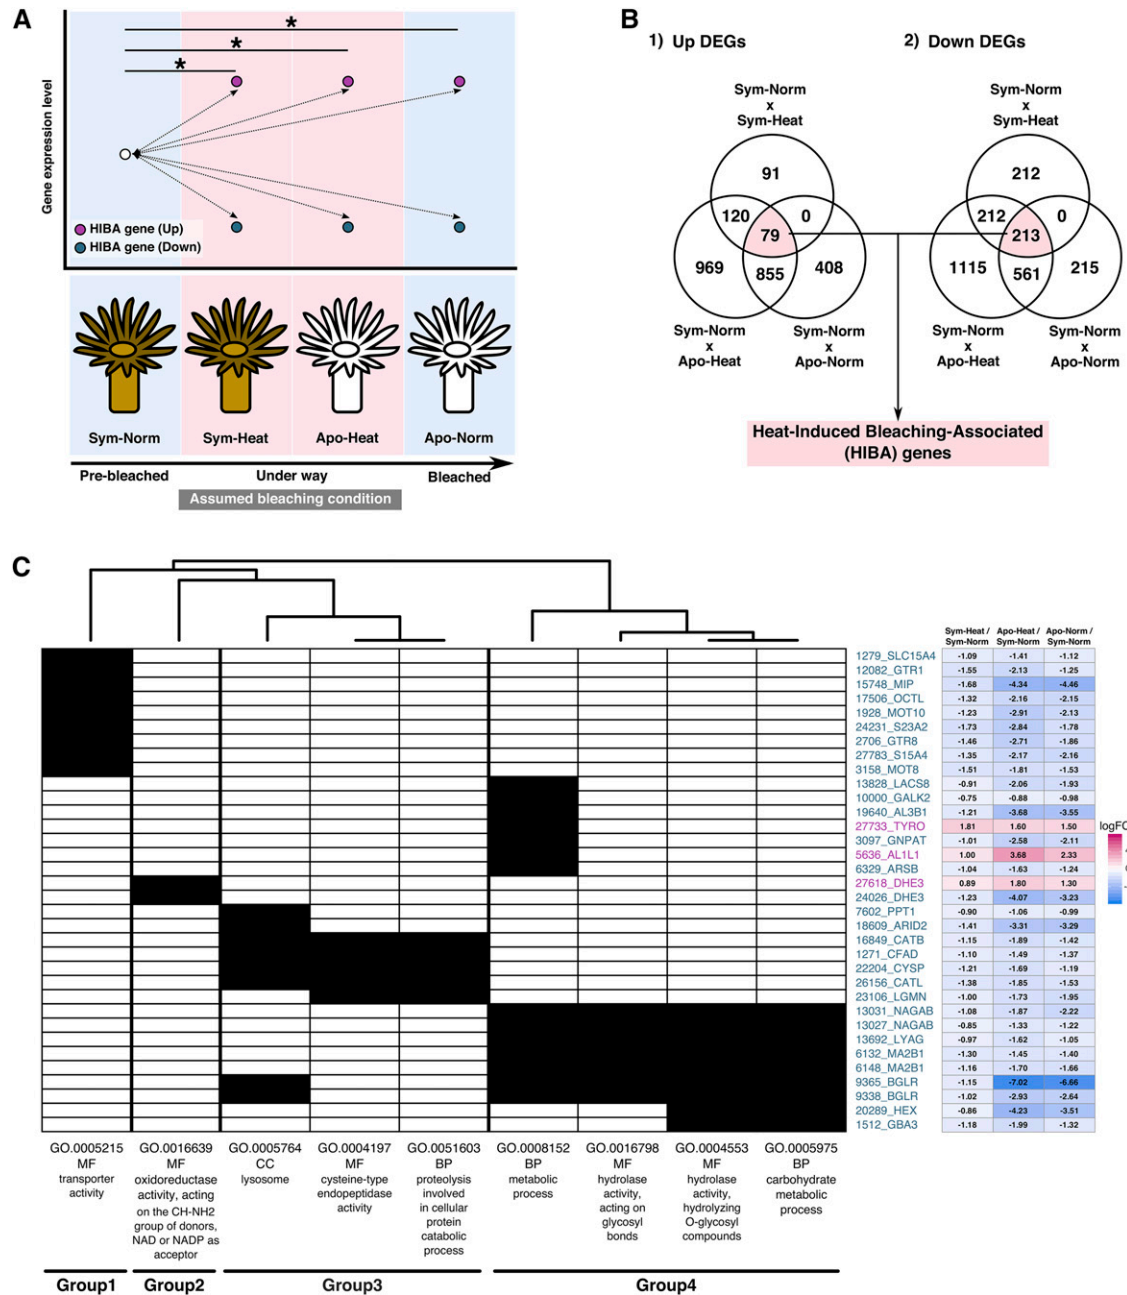 A
*
*
*
Gene expression level
HIBA gene (Up)
HIBA gene (Down)
Sym-Norm
Sym-Heat
Apo-Heat
Apo-Norm
Pre-bleached
Under way
Bleached
Assumed bleaching condition
B
1) Up DEGs
2) Down DEGs
Sym-Norm
x
Sym-Heat
91
120
0
79
969
855
408
Sym-Norm
x
Apo-Heat
Sym-Norm
x
Apo-Norm
Sym-Norm
x
Sym-Heat
212
212
0
213
1115
561
215
Sym-Norm
x
Apo-Heat
Sym-Norm
x
Apo-Norm
Heat-Induced Bleaching-Associated
(HIBA) genes
C
Sym-Heat / Sym-Norm
Apo-Heat / Sym-Norm
Apo-Norm / Sym-Norm
1279_SLC15A4 -1.09 -1.41 -1.12
12082_GTR1 -1.55 -2.13 -1.25
15748_MIP -1.68 -4.34 -4.46
17506_OCTL -1.32 -2.16 -2.15
1928_MOT10 -1.23 -2.91 -2.13
24231_S23A2 -1.73 -2.84 -1.78
2706_GTR8 -1.46 -2.71 -1.86
27783_S15A4 -1.35 -2.17 -2.16
3158_MOT8 -1.51 -1.81 -1.53
13828_LACS8 -0.91 -2.06 -1.93
10000_GALK2 -0.75 -0.88 -0.98
19640_AL3B1 -1.21 -3.68 -3.55
27733_TYRO 1.81 1.60 1.50
3097_GNPAT -1.01 -2.58 -2.11
5636_AL1L1 1.00 3.68 2.33
6329_ARSB -1.04 -1.63 -1.24
27618_DHE3 0.89 1.80 1.30
24026_DHE3 -1.23 -4.07 -3.23
7602_PPT1 -0.90 -1.06 -0.99
18609_ARID2 -1.41 -3.31 -3.29
16849_CATB -1.15 -1.89 -1.42
1271_CFAD -1.10 -1.49 -1.37
22204_CYSP -1.21 -1.69 -1.19
26156_CATL -1.38 -1.85 -1.53
23106_LGMN -1.00 -1.73 -1.95
13031_NAGAB -1.08 -1.87 -2.22
13027_NAGAB -0.85 -1.33 -1.22
13692_LYAG -0.97 -1.62 -1.05
6132_MA2B1 -1.30 -1.45 -1.40
6148_MA2B1 -1.16 -1.70 -1.66
9365_BGLR -1.15 -7.02 -6.66
9338_BGLR -1.02 -2.93 -2.64
20289_HEX -0.86 -4.23 -3.51
1512_GBA3 -1.18 -1.99 -1.32
logFC
GO.0005215
MF
transporter
activity
GO.0016639
MF
oxidoreductase
activity, acting
on the CH-NH2
group of donors,
NAD or NADP as
acceptor
GO.0005764
CC
lysosome
GO.0004197
MF
cysteine-type
endopeptidase
activity
GO.0051603
BP
proteolysis
involved
in cellular
protein
catabolic
process
GO.0008152
BP
metabolic
process
GO.0016798
MF
hydrolase
activity,
acting on
glycosyl
bonds
GO.0004553
MF
hydrolase
activity,
hydrolyzing
O-glycosyl
compounds
GO.0005975
BP
carbohydrate
metabolic
process
Group1
Group2
Group3
Group4